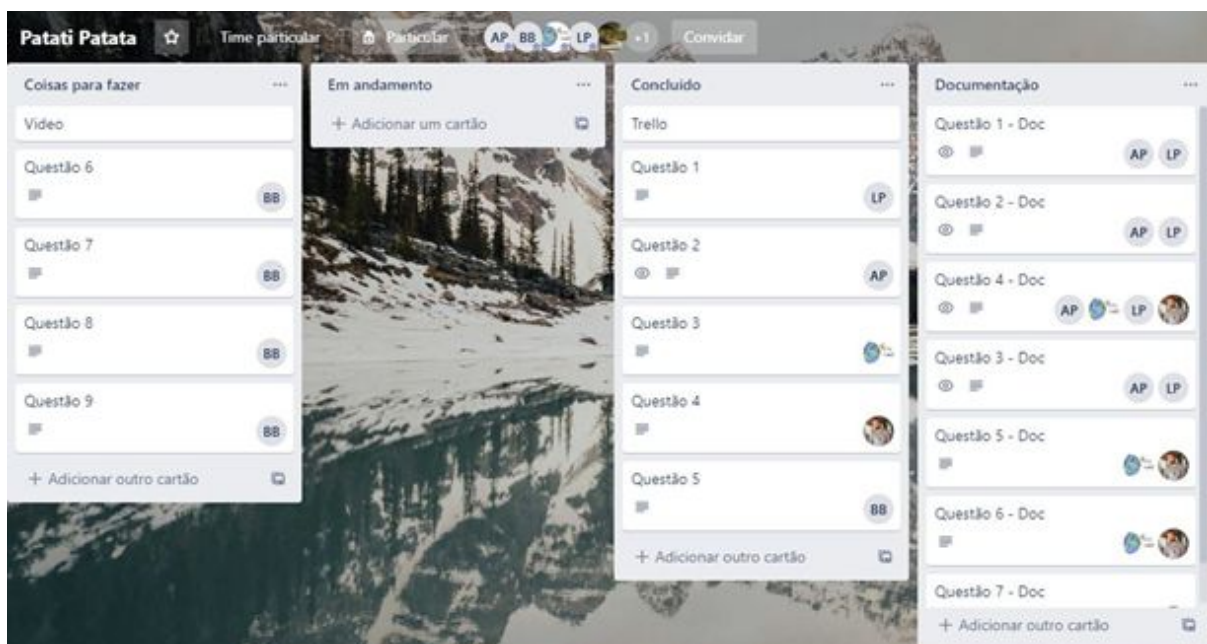 Patati Patata Time particular Particular AP BB LP +1 Convidar
Coisas para fazer
Video
Questão 6
BB
Questão 7
BB
Questão 8
BB
Questão 9
BB
+ Adicionar outro cartão
Em andamento
+ Adicionar um cartão
Concluido
Trello
Questão 1
LP
Questão 2
AP
Questão 3
Questão 4
Questão 5
BB
+ Adicionar outro cartão
Documentação
Questão 1 - Doc
AP LP
Questão 2 - Doc
AP LP
Questão 4 - Doc
AP LP
Questão 3 - Doc
AP LP
Questão 5 - Doc
Questão 6 - Doc
Questão 7 - Doc
+ Adicionar outro cartão